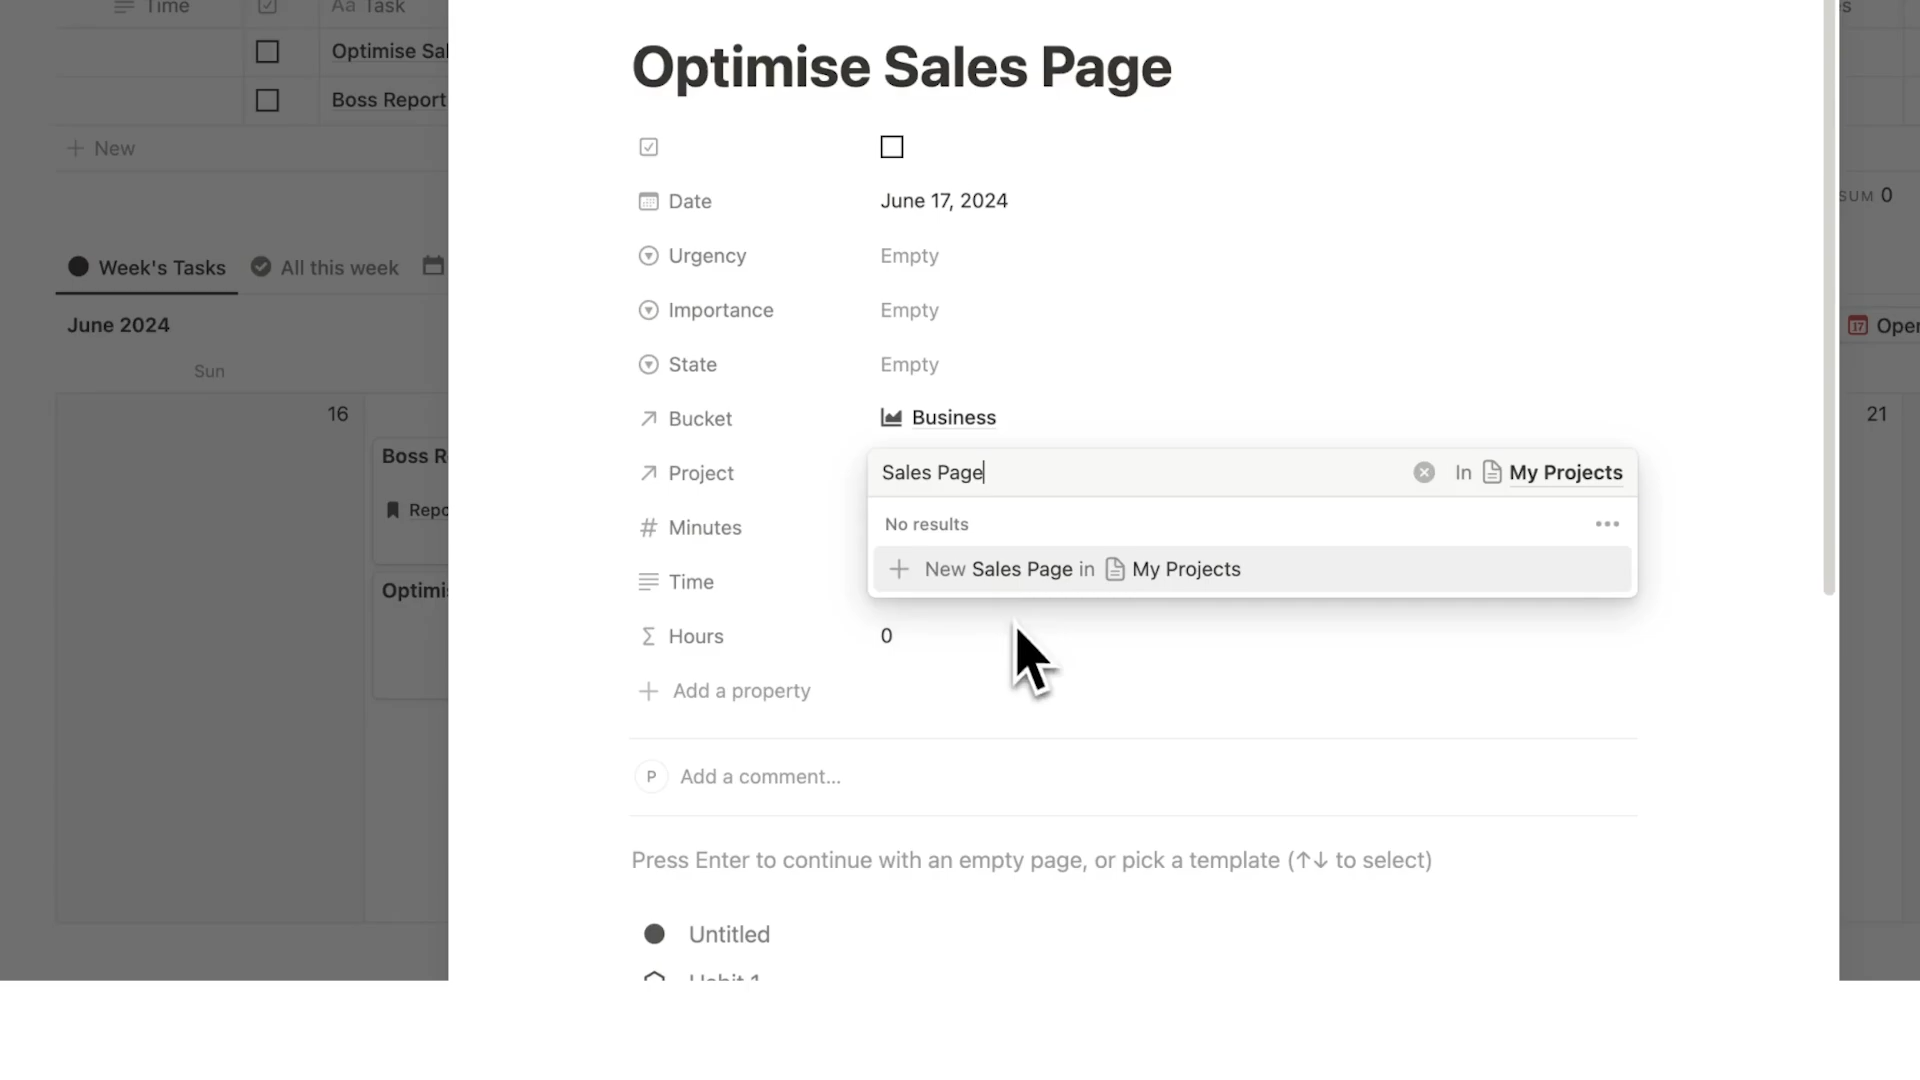 Time
Aa Task
s
Optimise Sal
Boss Report
New
SUM 0
Week's Tasks
All this week
June 2024
Sun
16
Boss R
Repo
Optimi
Optimise Sales Page
Date
June 17, 2024
Urgency
Empty
Importance
Empty
State
Empty
Bucket
Business
Project
Sales Page
In My Projects
No results
New Sales Page in My Projects
Minutes
Time
Hours
0
Add a property
P
Add a comment...
Press Enter to continue with an empty page, or pick a template (↑↓ to select)
Untitled
Habit 1
17
Oper
21